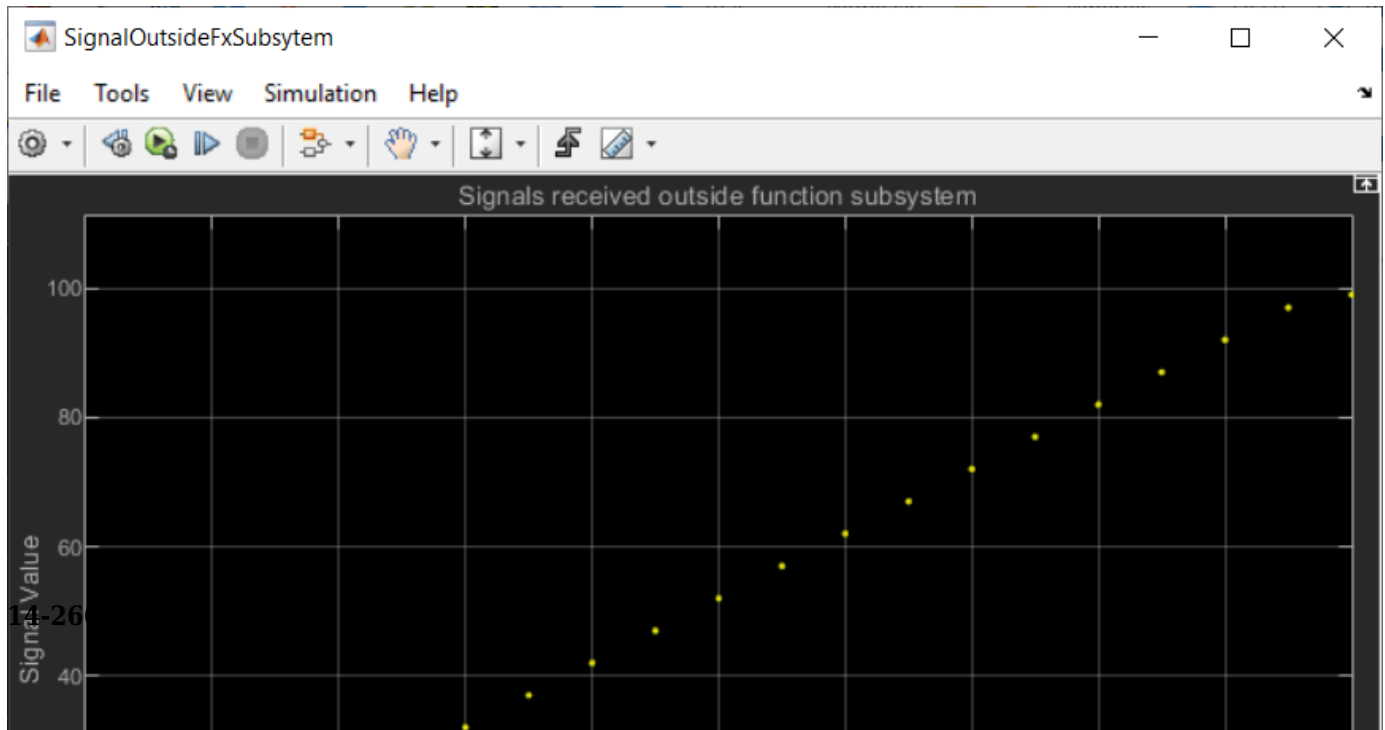 SignalOutsideFxSubsytem
File Tools View Simulation Help
Signals received outside function subsystem
100
80
60
40
Signal Value
14-26